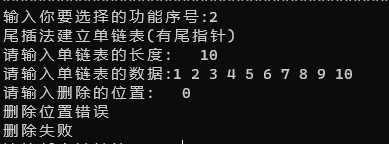 输入你要选择的功能序号:2
尾插法建立单链表(有尾指针)
请输入单链表的长度:  10
请输入单链表的数据:1 2 3 4 5 6 7 8 9 10
请输入删除的位置:  0
删除位置错误
删除失败